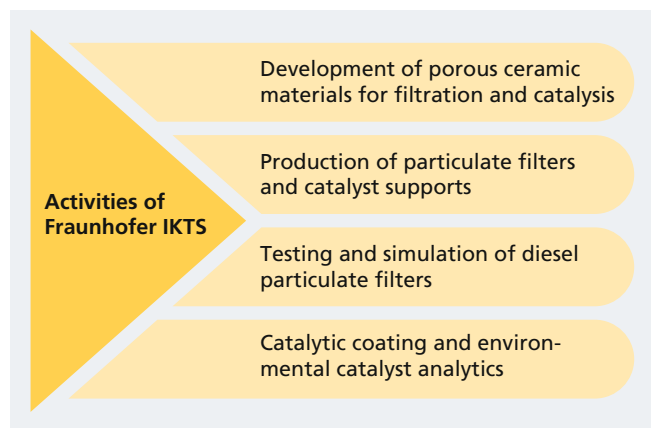 Activities of
Fraunhofer IKTS
Development of porous ceramic
materials for filtration and catalysis
Production of particulate filters
and catalyst supports
Testing and simulation of diesel
particulate filters
Catalytic coating and environ-
mental catalyst analytics